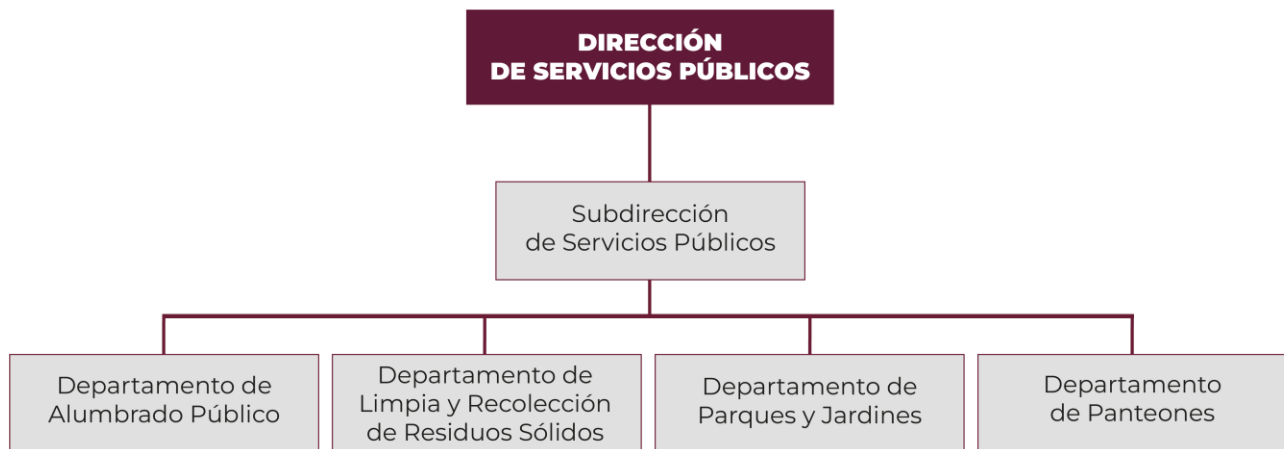 DIRECCIÓN
DE SERVICIOS PÚBLICOS
Subdirección
de Servicios Públicos
Departamento de
Alumbrado Público
Departamento de
Limpia y Recolección
de Residuos Sólidos
Departamento de
Parques y Jardines
Departamento
de Panteones